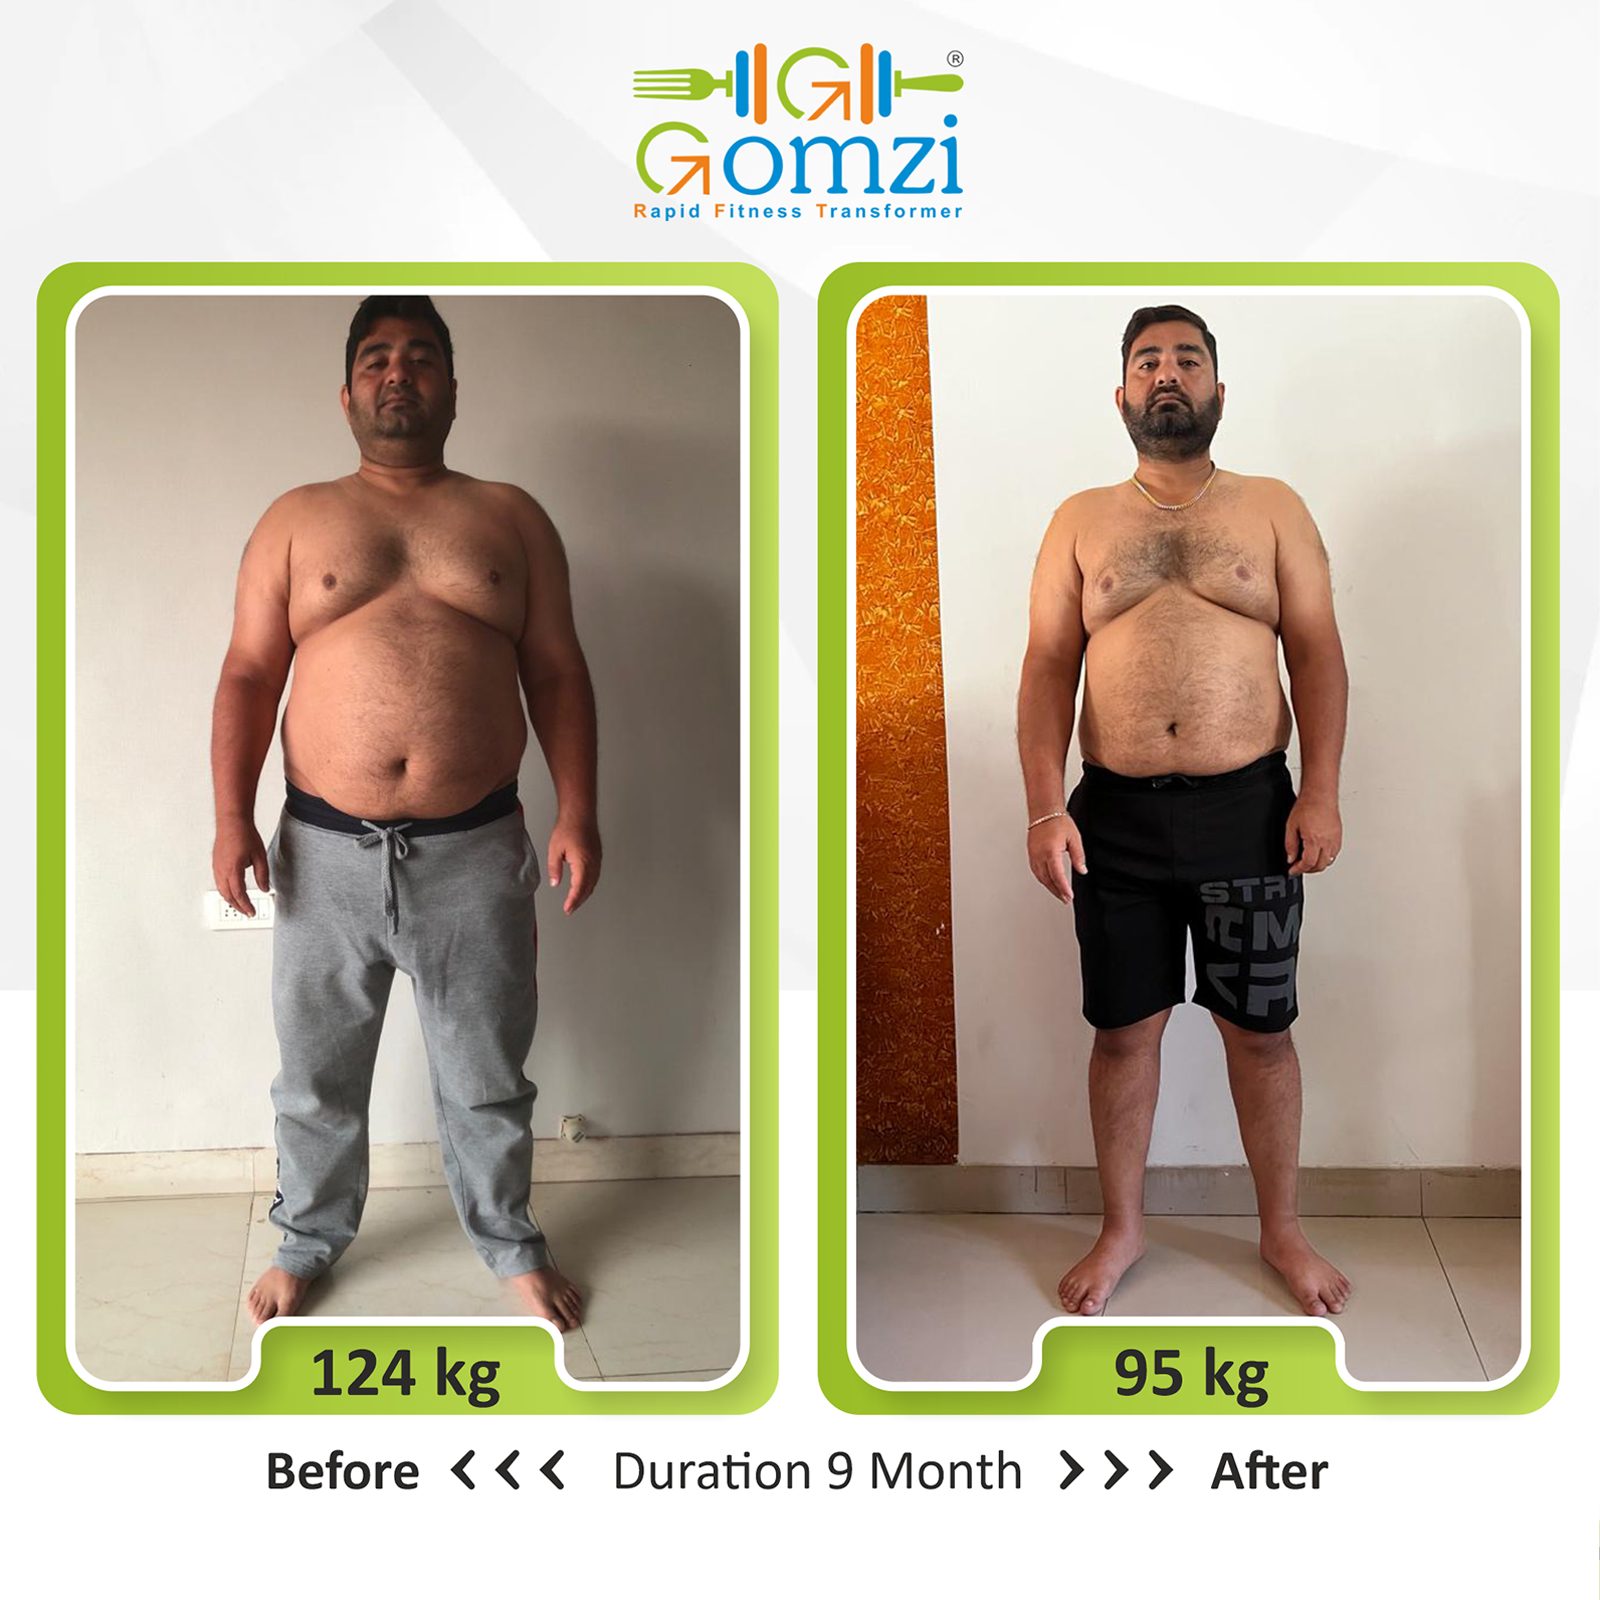 ®
Gomzi
Rapid Fitness Transformer
124 kg
95 kg
Before <<< Duration 9 Month >>> After